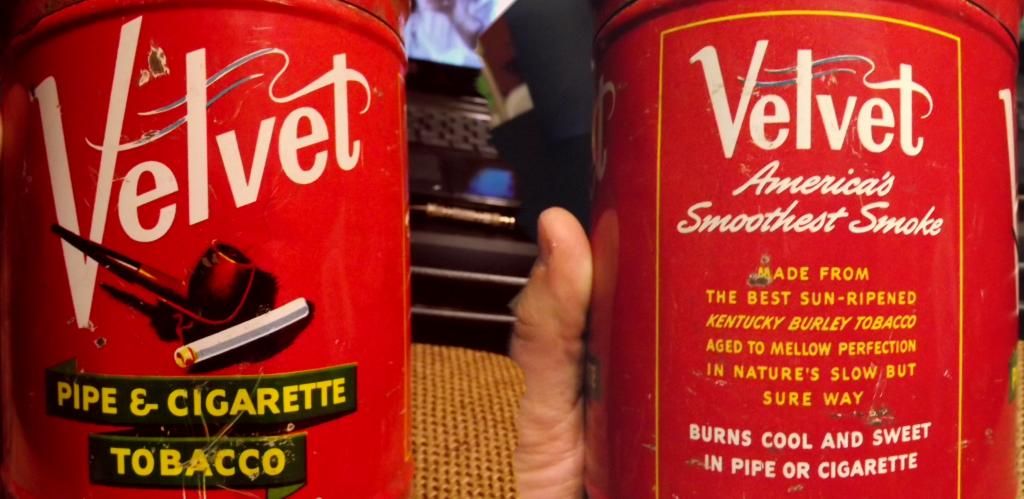 Velvet
PIPE & CIGARETTE
TOBACCO
Velvet
America's
Smoothest Smoke
MADE FROM
THE BEST SUN-RIPENED
KENTUCKY BURLEY TOBACCO
AGED TO MELLOW PERFECTION
IN NATURE'S SLOW BUT
SURE WAY
BURNS COOL AND SWEET
IN PIPE OR CIGARETTE